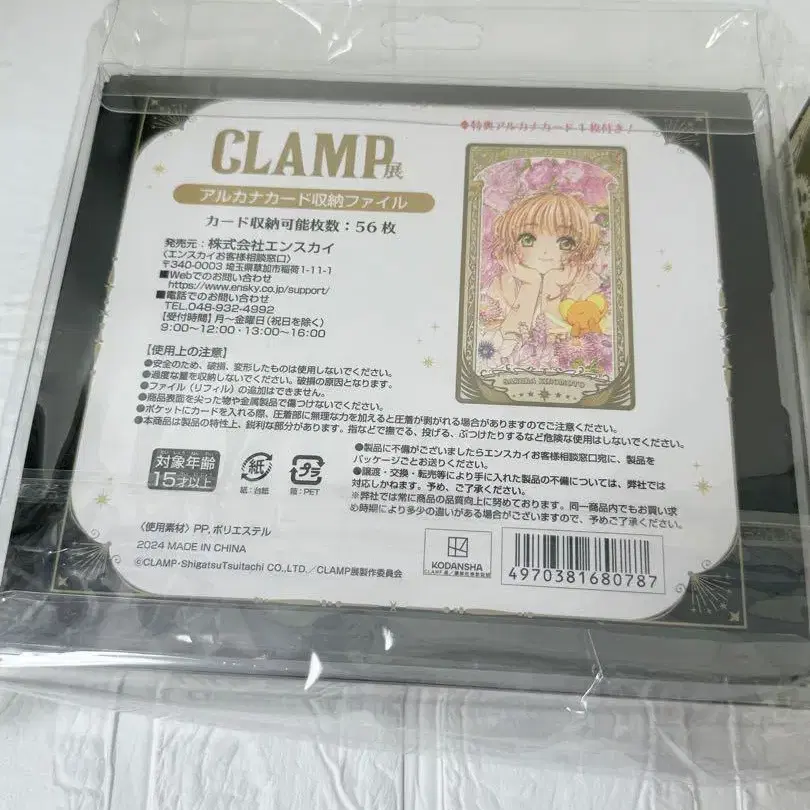 ◆特典アルカナカード1枚付き!
CLAMP展
アルカナカード収納ファイル
カード収納可能枚数:56枚
発売元:株式会社エンスカイ
〈エンスカイお客様相談窓口〉
〒340-0003 埼玉県草加市稲荷1-11-1
■Webでのお問い合わせ
https://www.ensky.co.jp/support/
■電話でのお問い合わせ
TEL.048-932-4992
【受付時間】月~金曜日(祝日を除く)
9:00~12:00・13:00~16:00
SAKURA KINOMOTO
【使用上の注意】
●安全のため、破損、変形したものは使用しないでください。
●過度な量を収納しないでください。破損の原因となります。
●ファイル(リフィル)の追加はできません。
●商品表面を尖った物や金属製品で傷つけないでください。
●ポケットにカードを入れる際、圧着部に無理な力を加えると圧着が剥がれる場合がありますのでご注意ください。
●本商品は製品の特性上、鋭利な部分があります。指などで撫でる、投げる、ぶつけたりするなど危険な使用はしないでください。
対象年齢
15才以上
紙
紙:台紙
プラ
箱:PET
●製品に不備がございましたらエンスカイお客様相談窓口宛に、製品を
パッケージごとお送りください。
●譲渡・交換・転売等により手に入れた製品の不備については、弊社では
対応しかねます。予め、ご了承ください。
※弊社では常に商品の品質向上に努めております。同一商品内でもお買い求
め時期により多少の違いがある場合がございますので、予めご了承ください。
〈使用素材〉PP、ポリエステル
2024 MADE IN CHINA
©CLAMP・ShigatsuTsuitachi CO.,LTD./CLAMP展製作委員会
KODANSHA
4970381680787